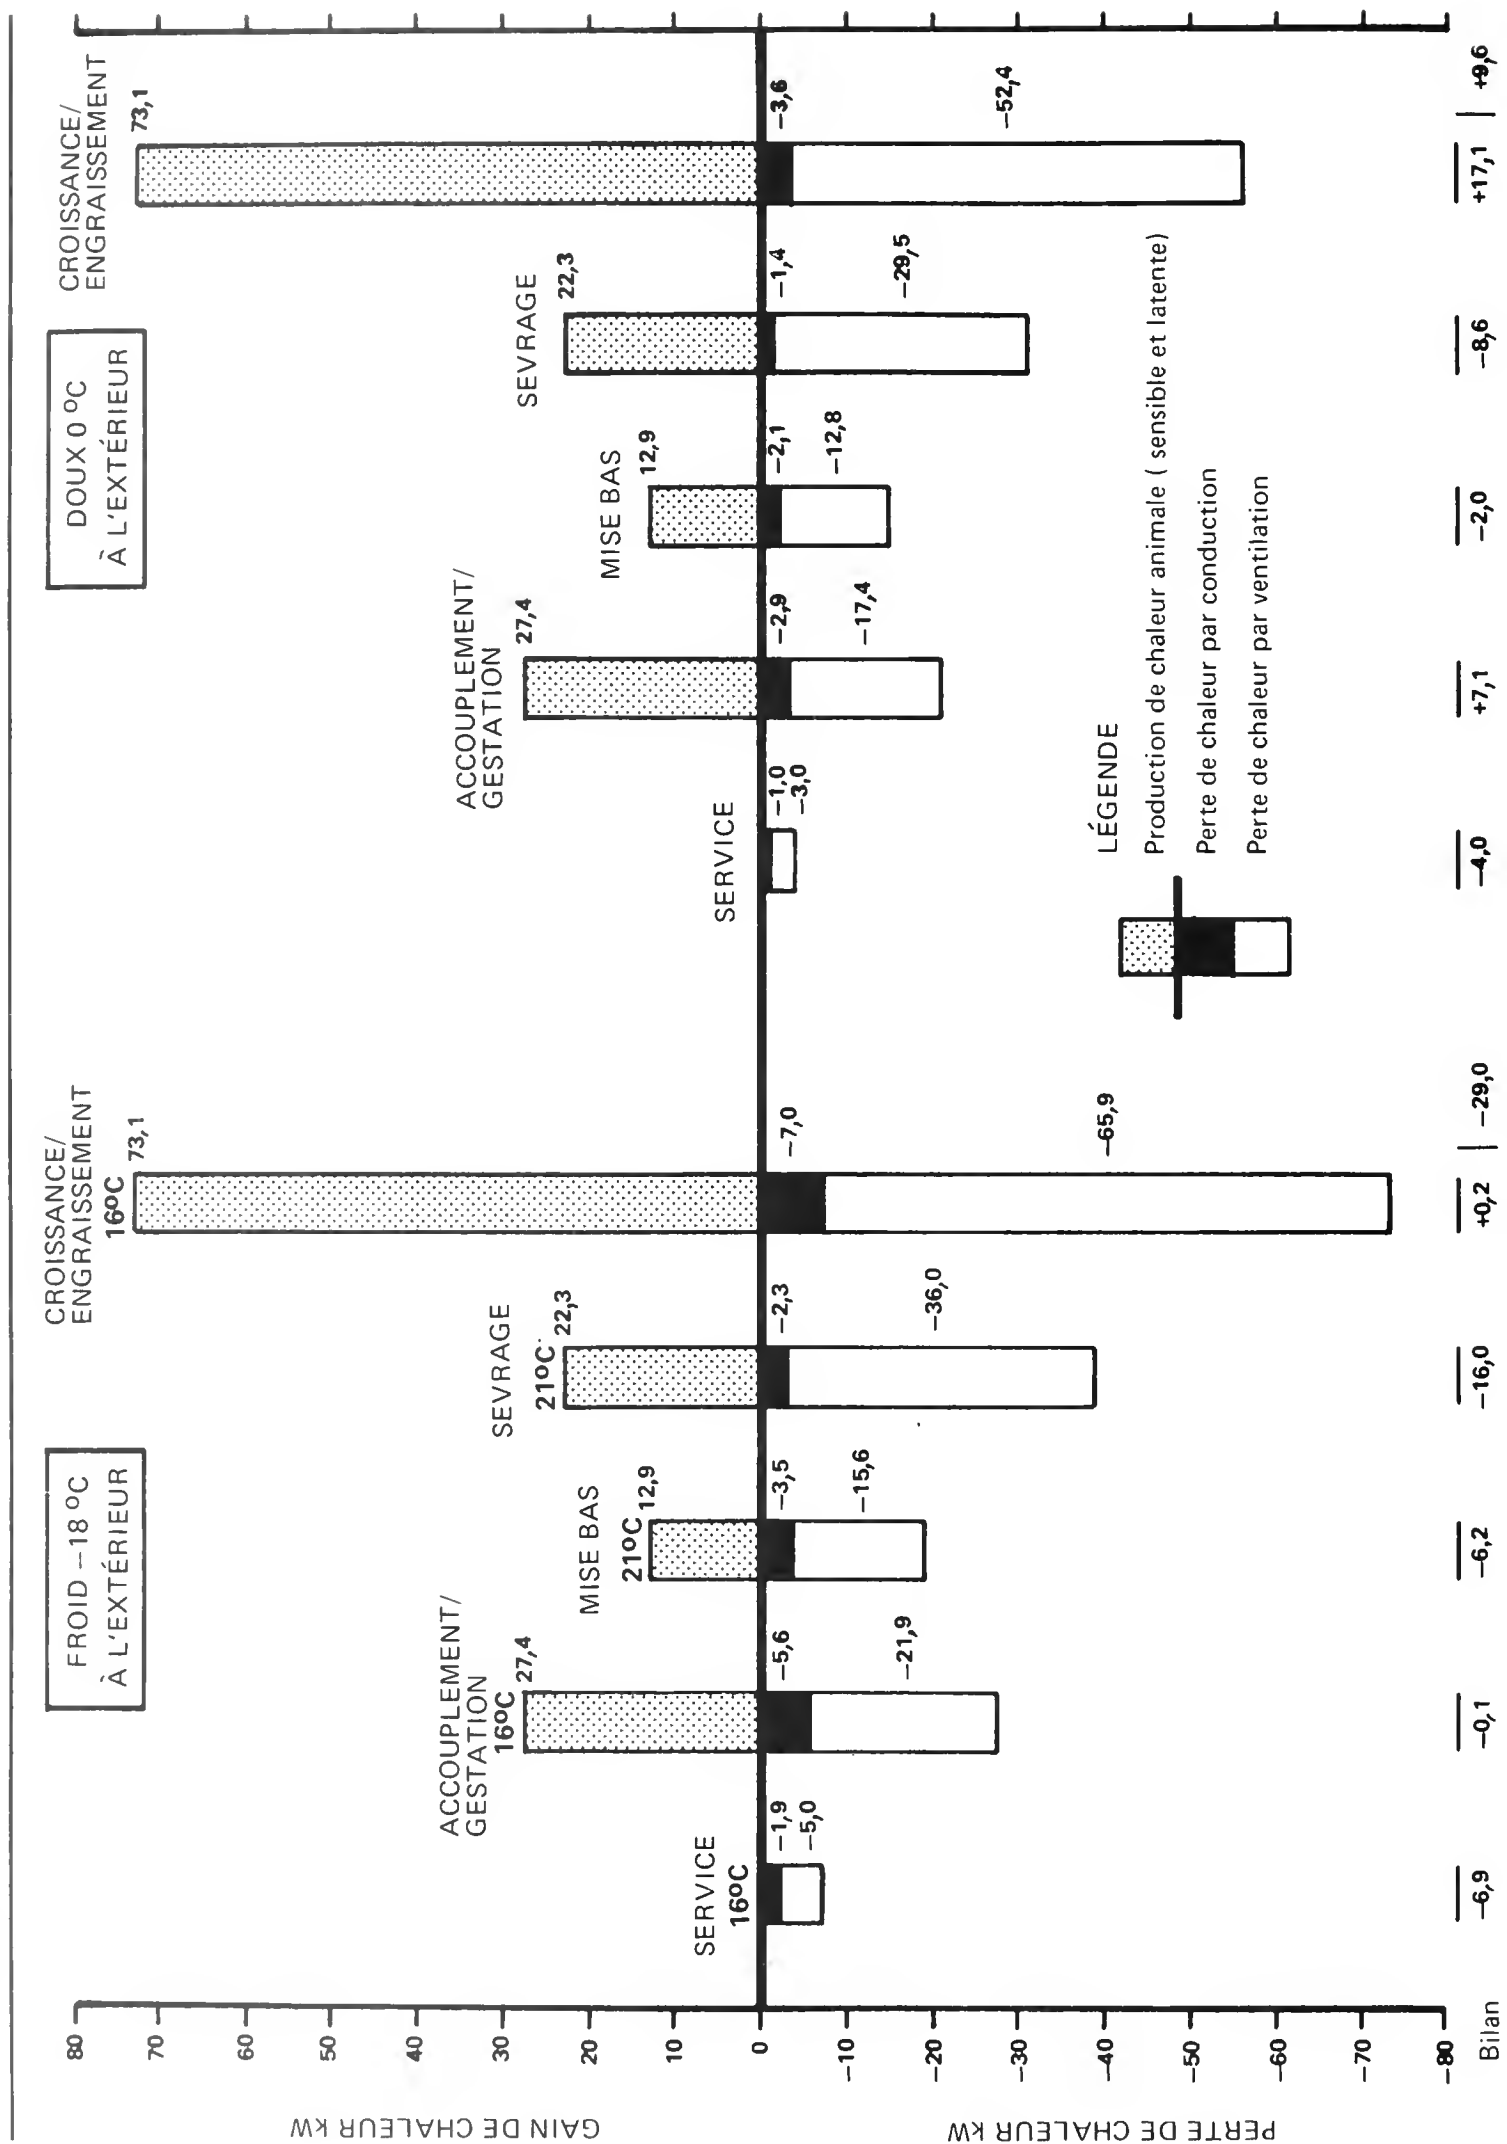 FROID –18 °C
À L'EXTÉRIEUR
DOUX 0 °C
À L'EXTÉRIEUR
GAIN DE CHALEUR kW
PERTE DE CHALEUR kW
80
70
60
50
40
30
20
10
0
–10
–20
–30
–40
–50
–60
–70
–80
Bilan
SERVICE
16°C
–1,9
–5,0
–6,9
ACCOUPLEMENT/
GESTATION
16°C
27,4
–5,6
–21,9
–0,1
MISE BAS
21°C
12,9
–3,5
–15,6
–6,2
SEVRAGE
21°C
22,3
–2,3
–36,0
–16,0
CROISSANCE/
ENGRAISSEMENT
16°C
73,1
–7,0
–65,9
+0,2
–29,0
SERVICE
–1,0
–3,0
–4,0
ACCOUPLEMENT/
GESTATION
27,4
–2,9
–17,4
+7,1
MISE BAS
12,9
–2,1
–12,8
–2,0
SEVRAGE
22,3
–1,4
–29,5
–8,6
CROISSANCE/
ENGRAISSEMENT
73,1
–3,6
–52,4
+17,1
+9,6
LÉGENDE
Production de chaleur animale ( sensible et latente)
Perte de chaleur par conduction
Perte de chaleur par ventilation